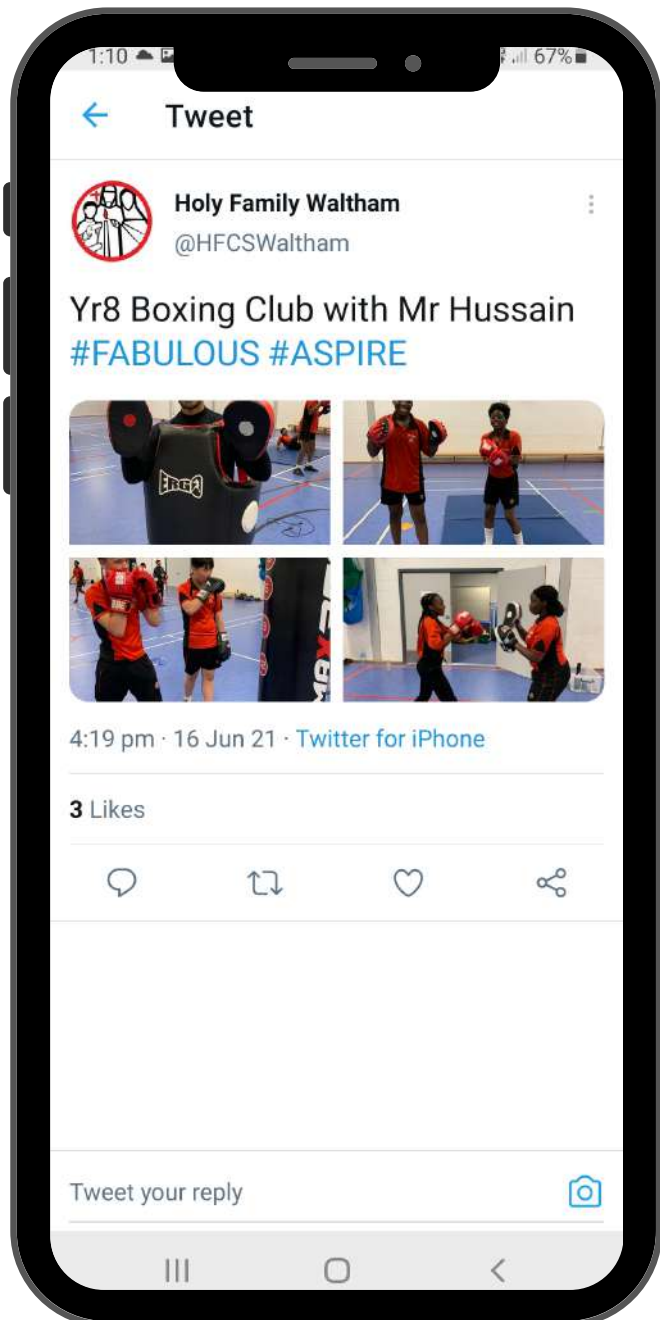 1:10
67%
Tweet
Holy Family Waltham
@HFCSWaltham
Yr8 Boxing Club with Mr Hussain
#FABULOUS #ASPIRE
4:19 pm · 16 Jun 21 · Twitter for iPhone
3 Likes
Tweet your reply